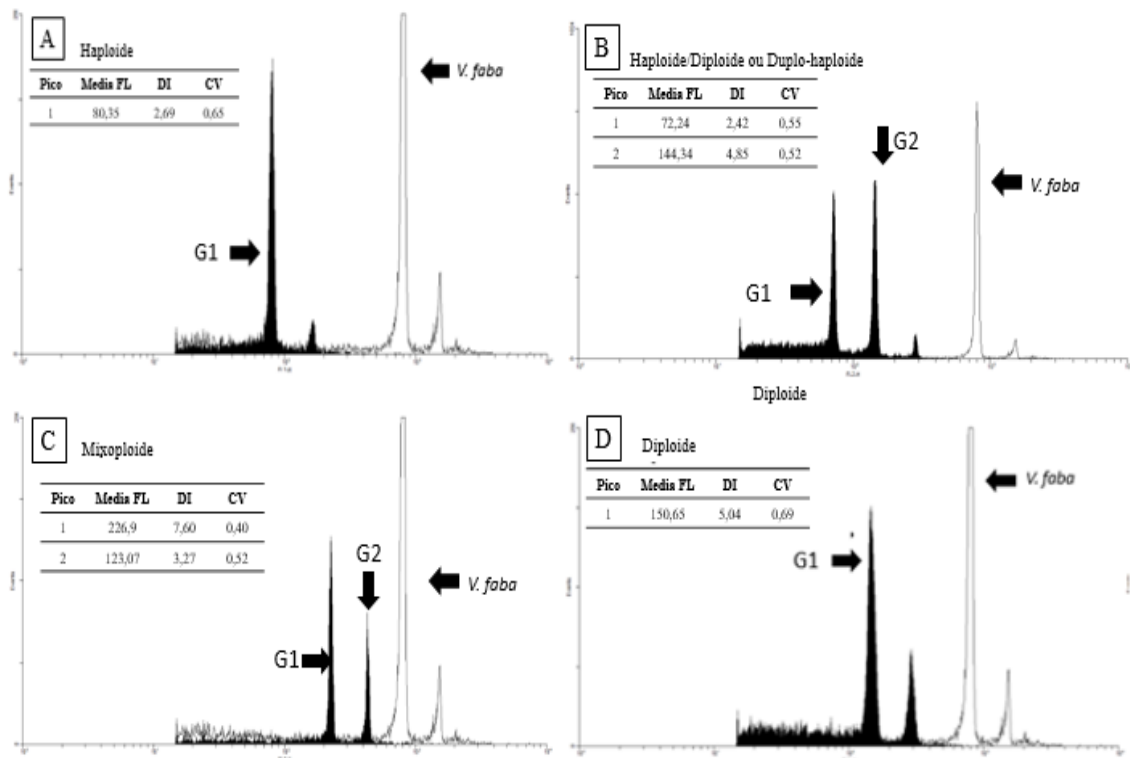 A
Haploide
Pico Media FL DI CV
1 80,35 2,69 0,65
V. faba
G1
B
Haploide/Diploide ou Duplo-haploide
Pico Media FL DI CV
1 72,24 2,42 0,55
2 144,34 4,85 0,52
G2
V. faba
G1
C
Mixoploide
Pico Media FL DI CV
1 226,9 7,60 0,40
2 123,07 3,27 0,52
G2
V. faba
G1
Diploide
D
Diploide
Pico Media FL DI CV
1 150,65 5,04 0,69
V. faba
G1